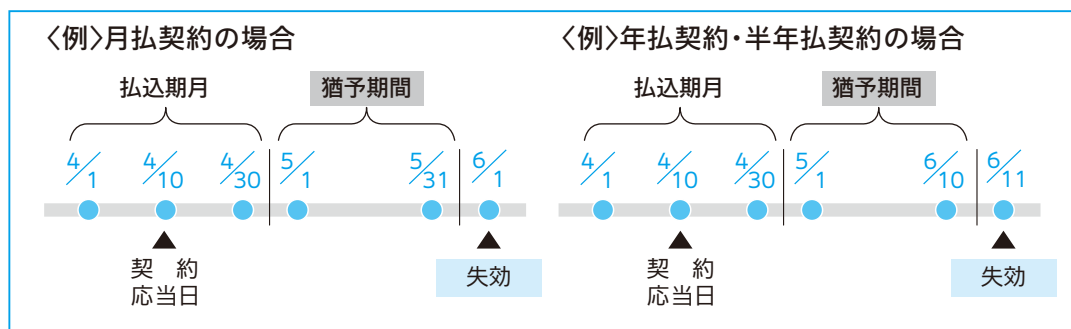 〈例〉月払契約の場合
払込期月
猶予期間
4/1
4/10
4/30
5/1
5/31
6/1
契　約
応当日
失効
〈例〉年払契約・半年払契約の場合
払込期月
猶予期間
4/1
4/10
4/30
5/1
6/10
6/11
契　約
応当日
失効